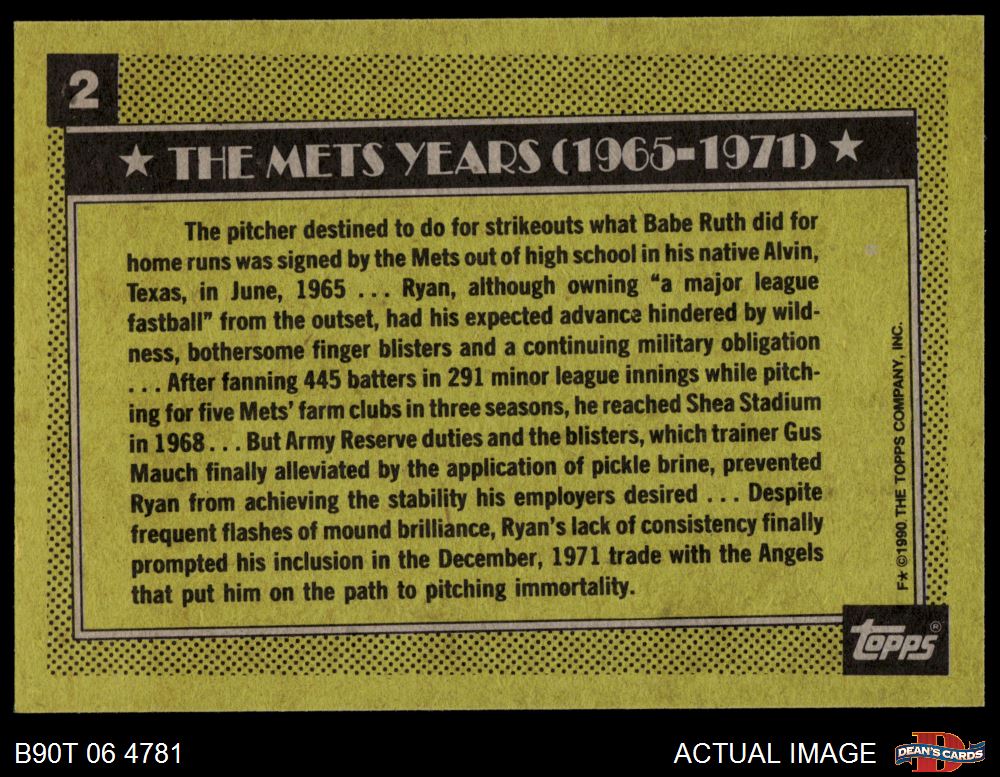 2
★ THE METS YEARS (1965-1971) ★
The pitcher destined to do for strikeouts what Babe Ruth did for
home runs was signed by the Mets out of high school in his native Alvin,
Texas, in June, 1965 ... Ryan, although owning "a major league
fastball" from the outset, had his expected advance hindered by wild-
ness, bothersome finger blisters and a continuing military obligation
... After fanning 445 batters in 291 minor league innings while pitch-
ing for five Mets' farm clubs in three seasons, he reached Shea Stadium
in 1968 ... But Army Reserve duties and the blisters, which trainer Gus
Mauch finally alleviated by the application of pickle brine, prevented
Ryan from achieving the stability his employers desired ... Despite
frequent flashes of mound brilliance, Ryan's lack of consistency finally
prompted his inclusion in the December, 1971 trade with the Angels
that put him on the path to pitching immortality.
F★ ©1990 THE TOPPS COMPANY, INC.
topps®
B90T 06 4781
ACTUAL IMAGE
DEAN'S CARDS